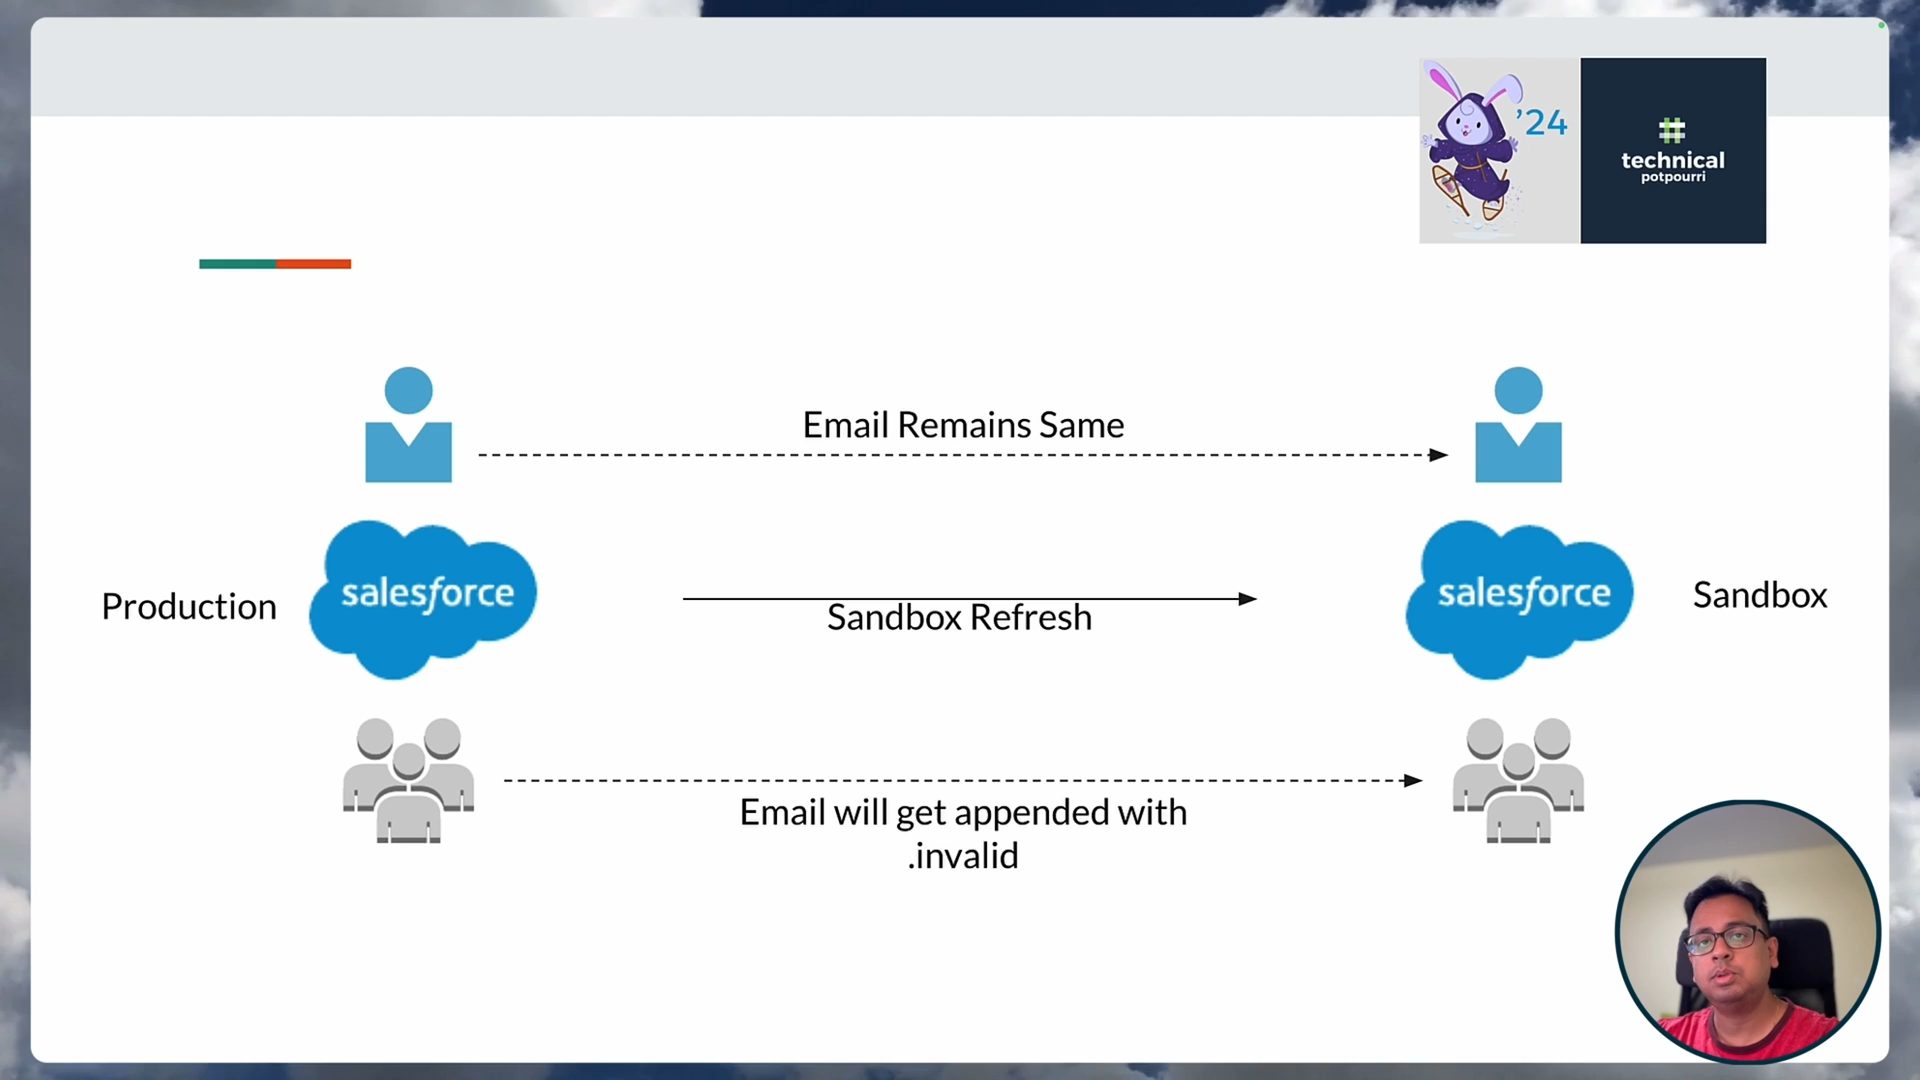 ’24
technical
potpourri
Email Remains Same
salesforce
salesforce
Production
Sandbox
Sandbox Refresh
Email will get appended with
.invalid